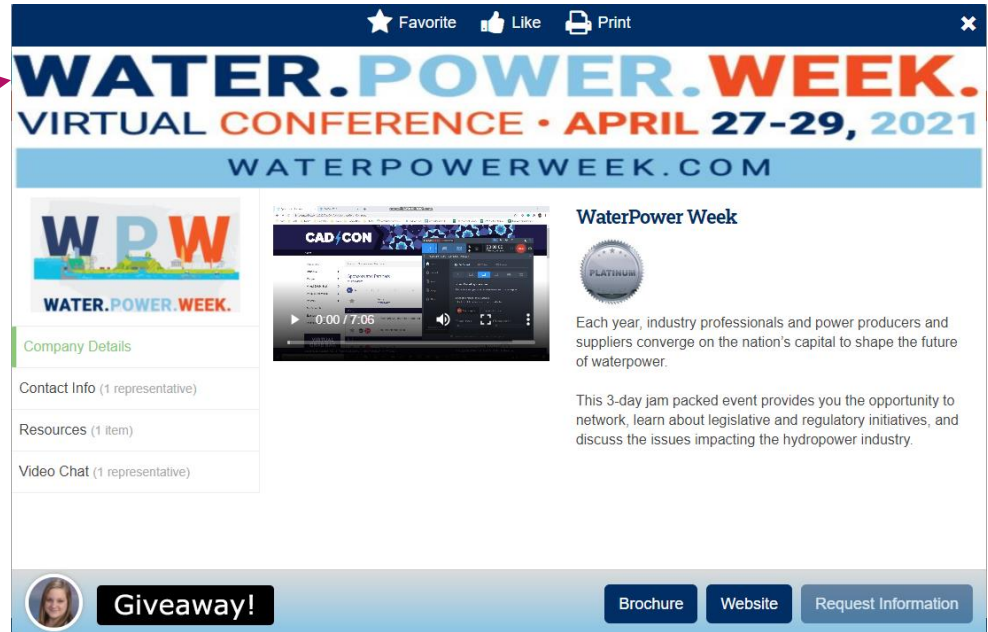 Favorite Like Print
WATER.POWER.WEEK.
VIRTUAL CONFERENCE • APRIL 27-29, 2021
WATERPOWERWEEK.COM
WPW
WATER.POWER.WEEK.
Company Details
Contact Info (1 representative)
Resources (1 item)
Video Chat (1 representative)
CAD CON
0:00 / 7:06
WaterPower Week
PLATINUM
Each year, industry professionals and power producers and
suppliers converge on the nation's capital to shape the future
of waterpower.
This 3-day jam packed event provides you the opportunity to
network, learn about legislative and regulatory initiatives, and
discuss the issues impacting the hydropower industry.
Giveaway!
Brochure Website Request Information